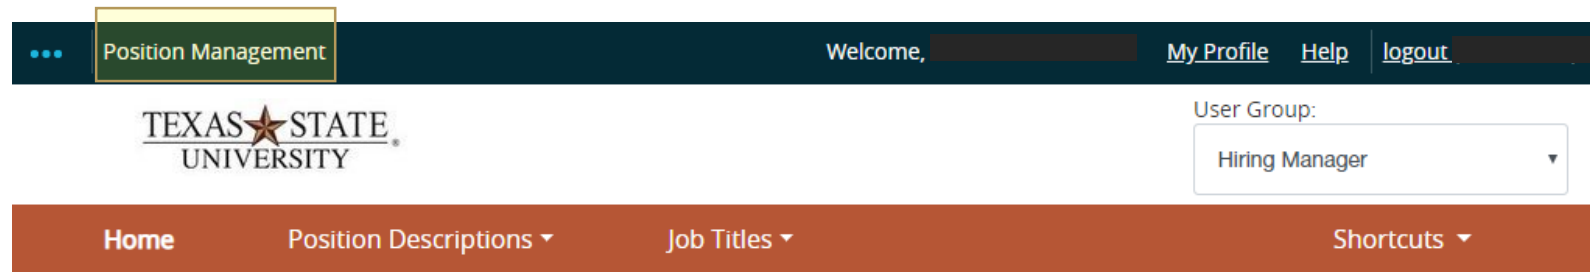 Position Management Welcome, My Profile Help logout
TEXAS STATE
UNIVERSITY
User Group:
Hiring Manager
Home Position Descriptions Job Titles Shortcuts